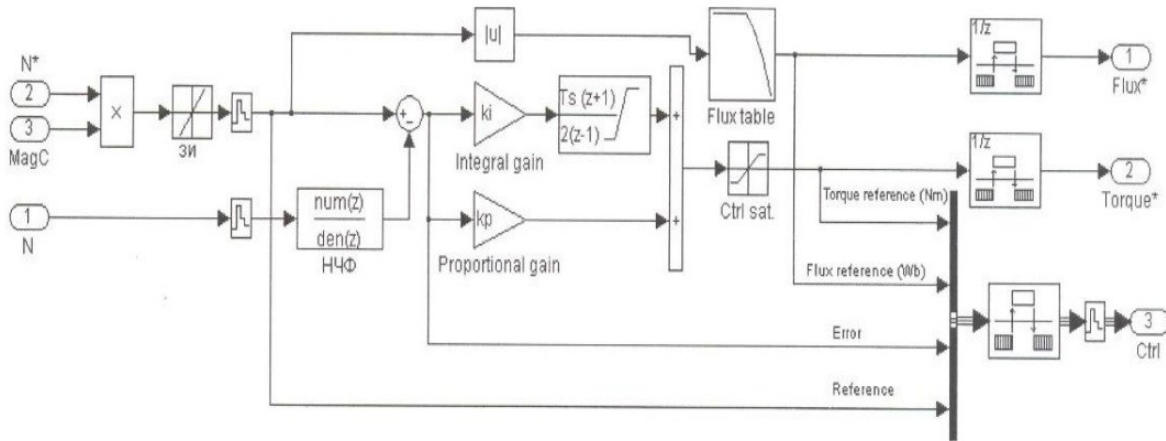 N*
2
3
MagC
×
ЗИ
|u|
Flux table
1/z
1
Flux*
+
-
ki
Integral gain
Ts (z+1)
2(z-1)
+
+
Ctrl sat.
1/z
2
Torque*
Torque reference (Nm)
1
N
num(z)
den(z)
НЧФ
kp
Proportional gain
Flux reference (Wb)
3
Ctrl
Error
Reference